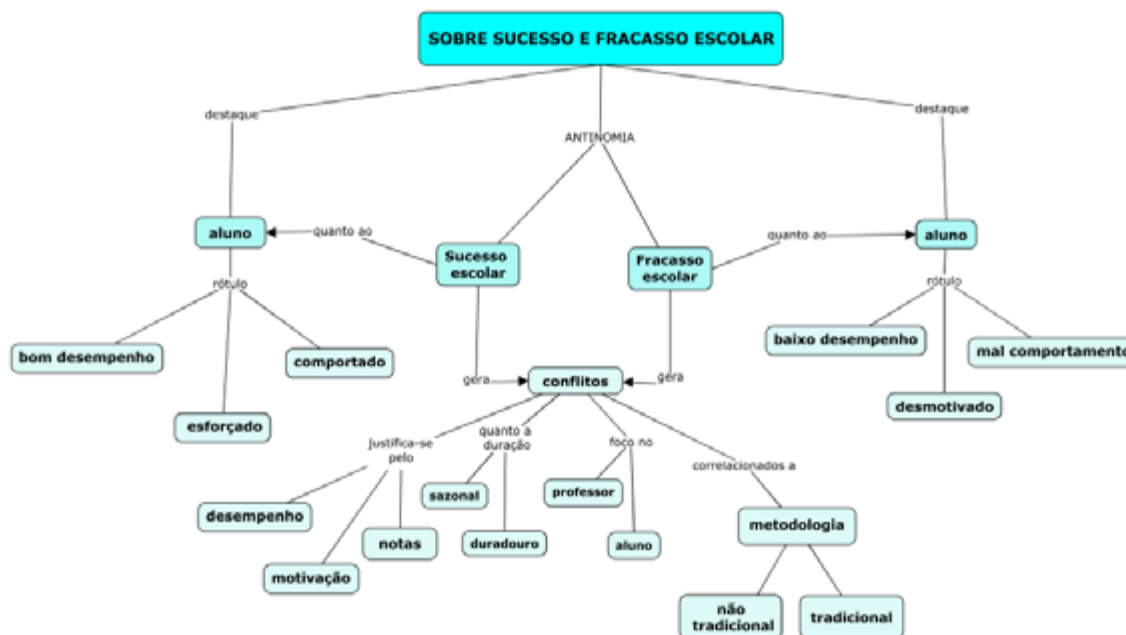 SOBRE SUCESSO E FRACASSO ESCOLAR
destaque
destaque
ANTINOMIA
aluno
quanto ao
Sucesso
escolar
Fracasso
escolar
quanto ao
aluno
rótulo
rótulo
bom desempenho
comportado
esforçado
baixo desempenho
mal comportamento
desmotivado
gera
conflitos
gera
justifica-se
pelo
quanto a
duração
foco no
correlacionados a
desempenho
motivação
notas
sazonal
duradouro
professor
aluno
metodologia
não
tradicional
tradicional